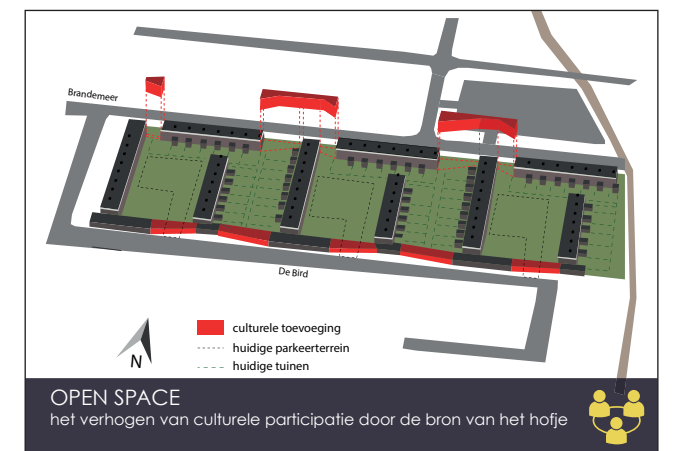 Brandemeer
De Bird
N
culturele toevoeging
huidige parkeerterrein
huidige tuinen
OPEN SPACE
het verhogen van culturele participatie door de bron van het hofje